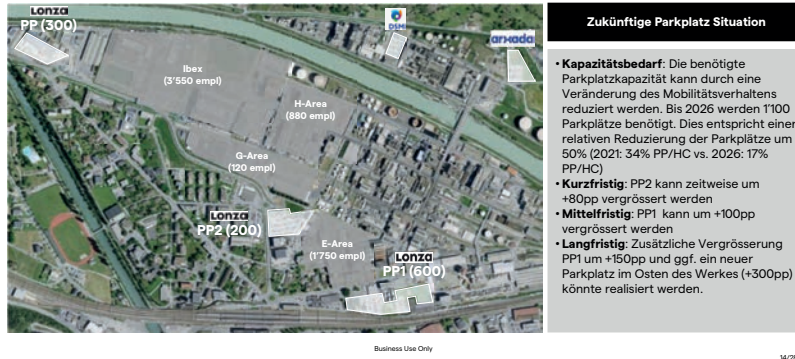 Lonza
PP (300)
DSM
arxada
Ibex
(3'550 empl)
H-Area
(880 empl)
G-Area
(120 empl)
Lonza
PP2 (200)
E-Area
(1'750 empl)
Lonza
PP1 (600)
Zukünftige Parkplatz Situation
• Kapazitätsbedarf: Die benötigte
Parkplatzkapazität kann durch eine
Veränderung des Mobilitätsverhaltens
reduziert werden. Bis 2026 werden 1'100
Parkplätze benötigt. Dies entspricht einer
relativen Reduzierung der Parkplätze um
50% (2021: 34% PP/HC vs. 2026: 17%
PP/HC)
• Kurzfristig: PP2 kann zeitweise um
+80pp vergrössert werden
• Mittelfristig: PP1 kann um +100pp
vergrössert werden
• Langfristig: Zusätzliche Vergrösserung
PP1 um +150pp und ggf. ein neuer
Parkplatz im Osten des Werkes (+300pp)
könnte realisiert werden.
Business Use Only